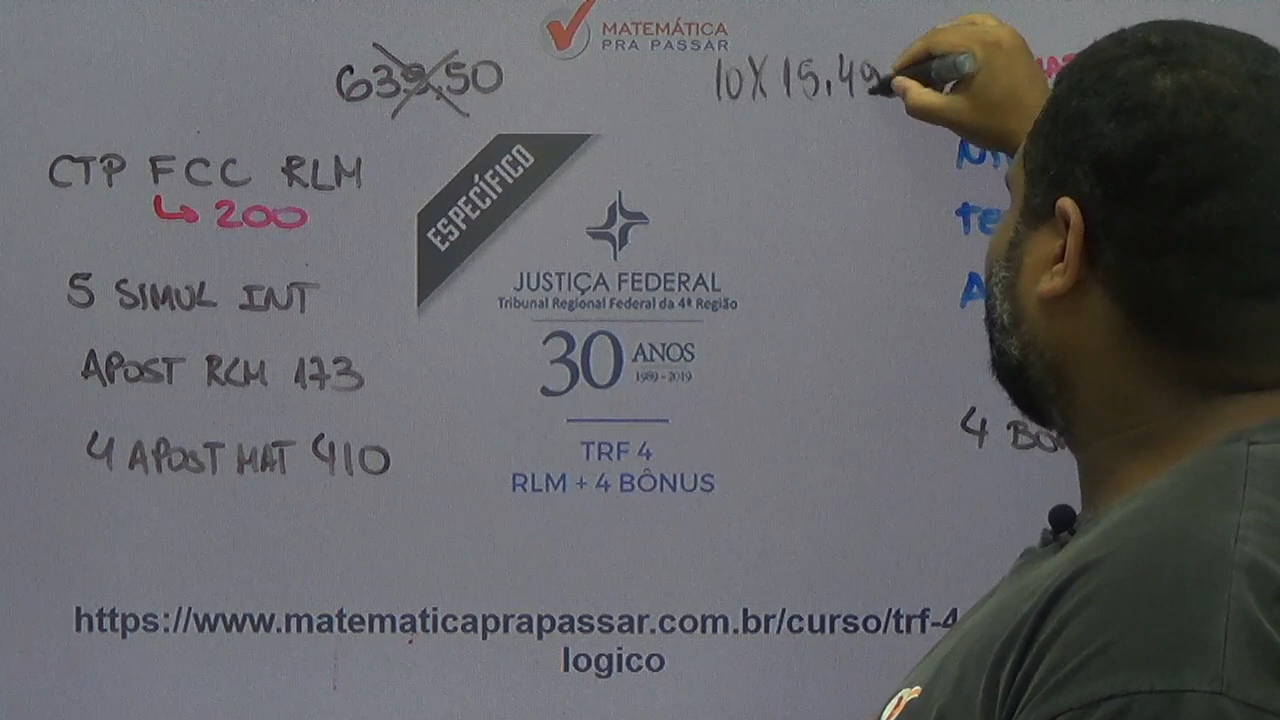 MATEMÁTICA
PRA PASSAR
639.50
10X 15.49
CTP FCC RLM
↳ 200
5 SIMUL INT
APOST RLM 173
4 APOST MAT 410
ESPECÍFICO
JUSTIÇA FEDERAL
Tribunal Regional Federal da 4ª Região
30 ANOS
1989-2019
TRF 4
RLM + 4 BÔNUS
4
https://www.matematicaprapassar.com.br/curso/trf-4
logico